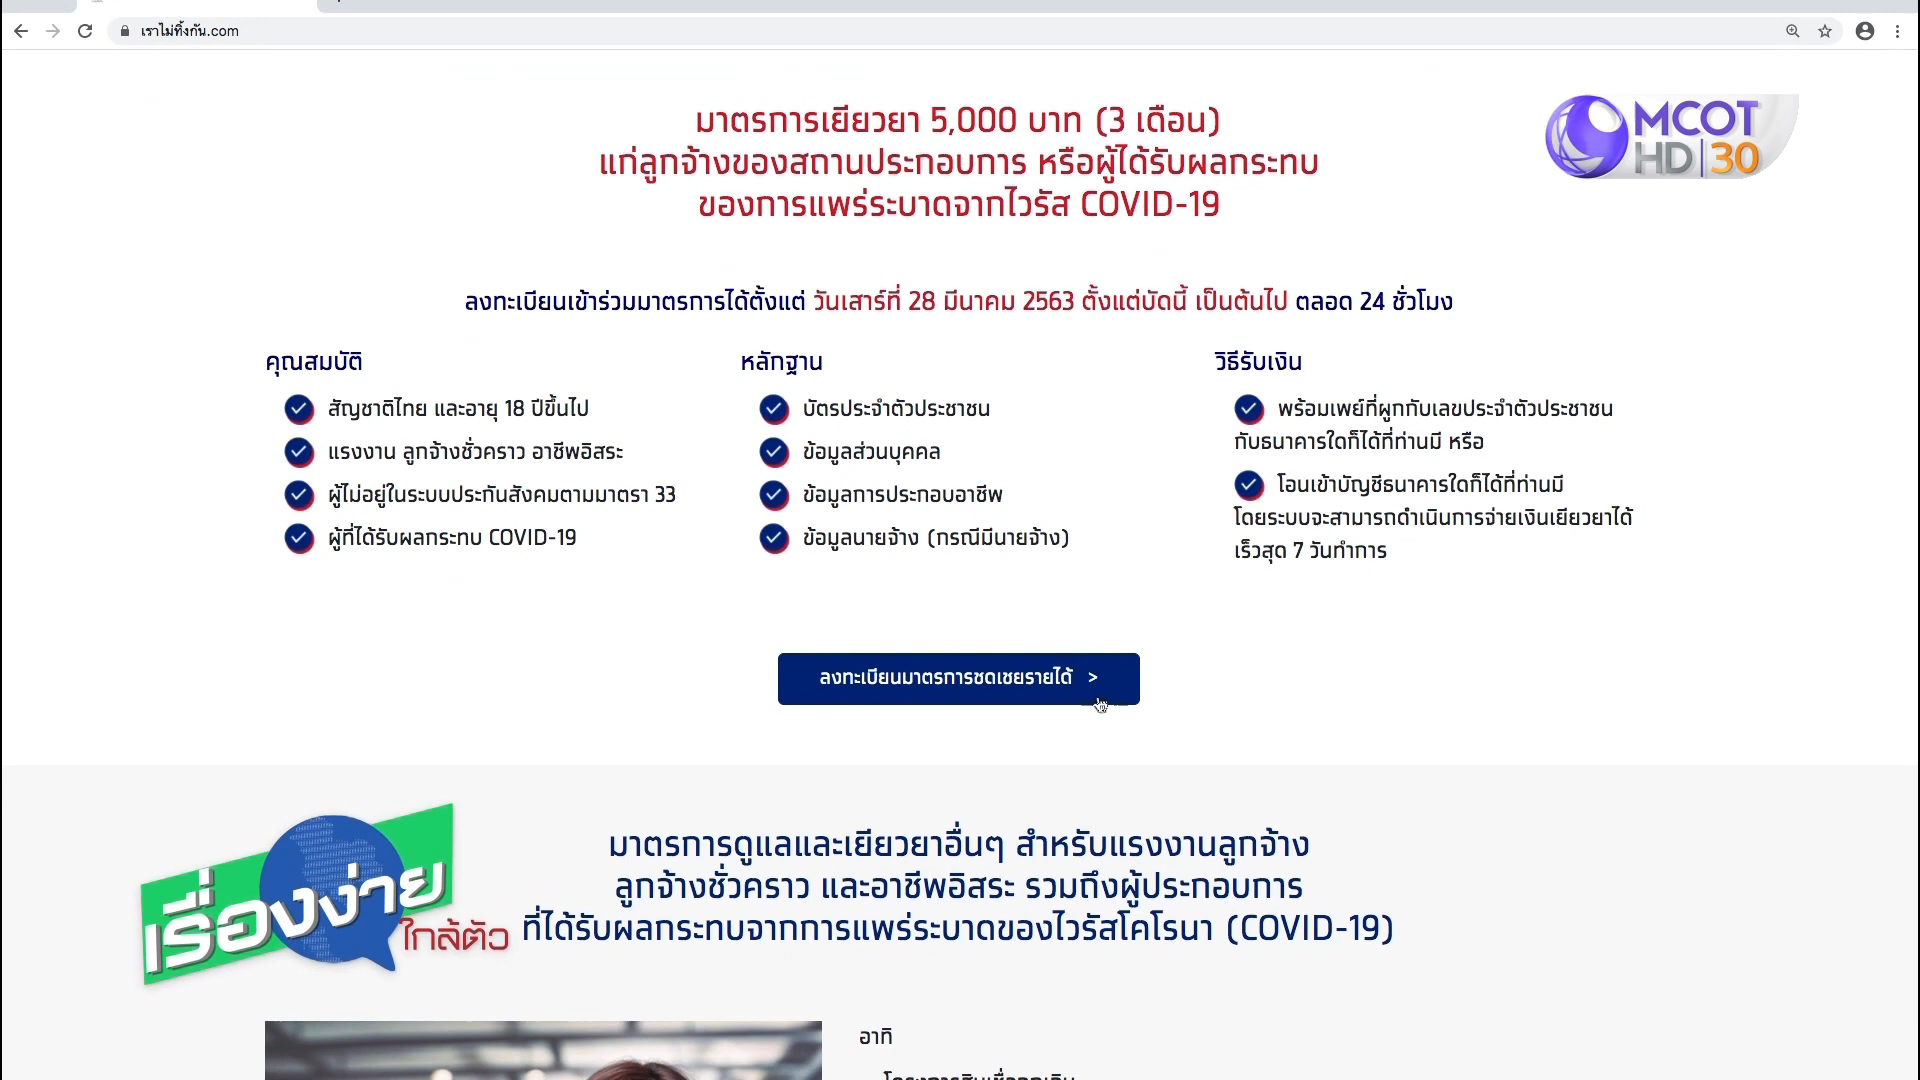 เราไม่ทิ้งกัน.com
มาตรการเยียวยา 5,000 บาท (3 เดือน)
แก่ลูกจ้างของสถานประกอบการ หรือผู้ได้รับผลกระทบ
ของการแพร่ระบาดจากไวรัส COVID-19
MCOT
HD 30
ลงทะเบียนเข้าร่วมมาตรการได้ตั้งแต่ วันเสาร์ที่ 28 มีนาคม 2563 ตั้งแต่บัดนี้ เป็นต้นไป ตลอด 24 ชั่วโมง
คุณสมบัติ
สัญชาติไทย และอายุ 18 ปีขึ้นไป
แรงงาน ลูกจ้างชั่วคราว อาชีพอิสระ
ผู้ไม่อยู่ในระบบประกันสังคมตามมาตรา 33
ผู้ที่ได้รับผลกระทบ COVID-19
หลักฐาน
บัตรประจำตัวประชาชน
ข้อมูลส่วนบุคคล
ข้อมูลการประกอบอาชีพ
ข้อมูลนายจ้าง (กรณีมีนายจ้าง)
วิธีรับเงิน
พร้อมเพย์ที่ผูกกับเลขประจำตัวประชาชน
กับธนาคารใดก็ได้ที่ท่านมี หรือ
โอนเข้าบัญชีธนาคารใดก็ได้ที่ท่านมี
โดยระบบจะสามารถดำเนินการจ่ายเงินเยียวยาได้
เร็วสุด 7 วันทำการ
ลงทะเบียนมาตรการชดเชยรายได้ >
มาตรการดูแลและเยียวยาอื่นๆ สำหรับแรงงานลูกจ้าง
ลูกจ้างชั่วคราว และอาชีพอิสระ รวมถึงผู้ประกอบการ
ที่ได้รับผลกระทบจากการแพร่ระบาดของไวรัสโคโรนา (COVID-19)
เรื่องง่าย
ใกล้ตัว
อาทิ